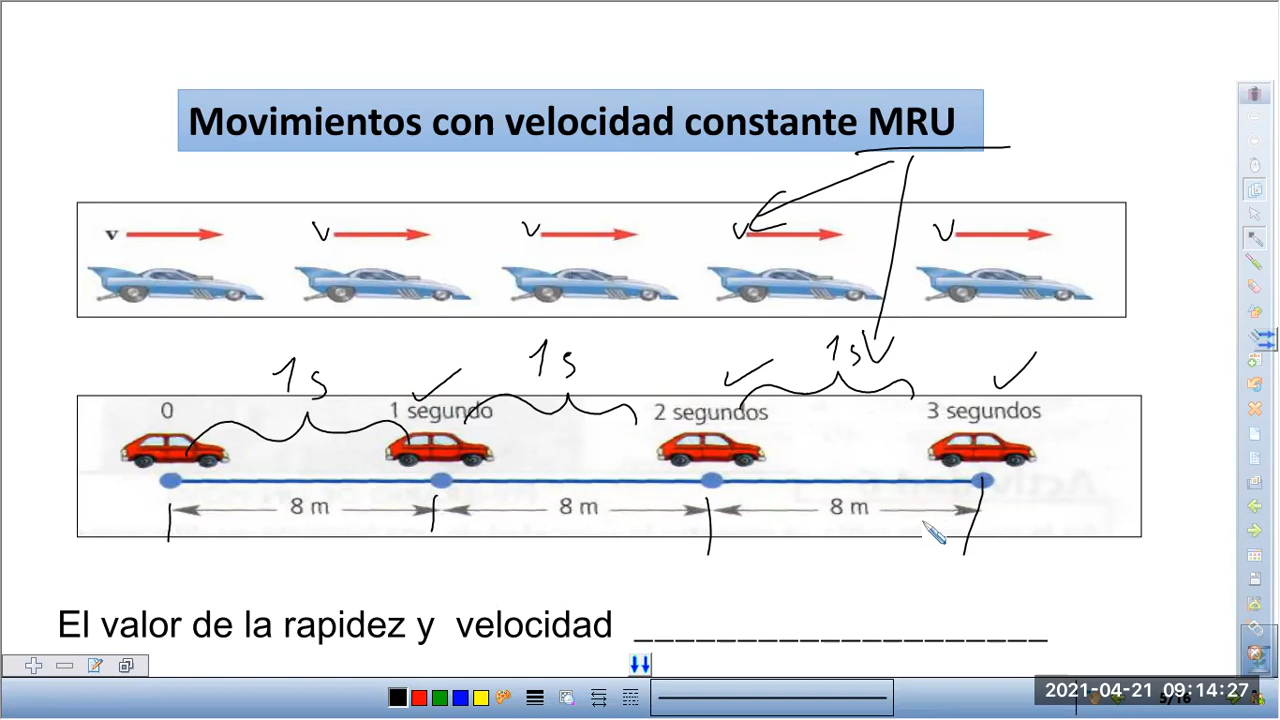 Movimientos con velocidad constante MRU
v v v v v
1 s 1 s 1 s
0 1 segundo 2 segundos 3 segundos
8 m 8 m 8 m
El valor de la rapidez y velocidad ____________________
2021-04-21 09:14:27